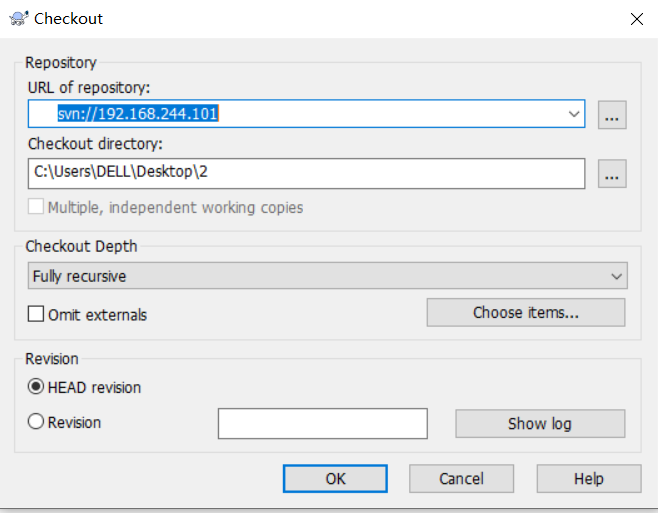 Checkout
Repository
URL of repository:
svn://192.168.244.101
...
Checkout directory:
C:\Users\DELL\Desktop\2
...
Multiple, independent working copies
Checkout Depth
Fully recursive
Omit externals
Choose items...
Revision
HEAD revision
Revision
Show log
OK
Cancel
Help